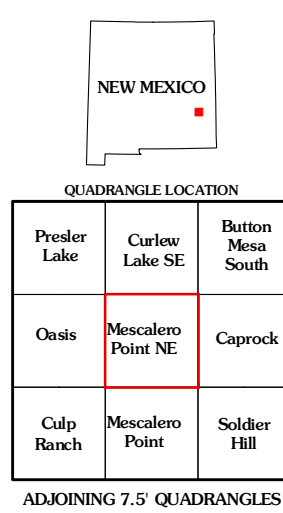 NEW MEXICO
QUADRANGLE LOCATION
Presler
Lake
Curlew
Lake SE
Button
Mesa
South
Oasis
Mescalero
Point NE
Caprock
Culp
Ranch
Mescalero
Point
Soldier
Hill
ADJOINING 7.5' QUADRANGLES